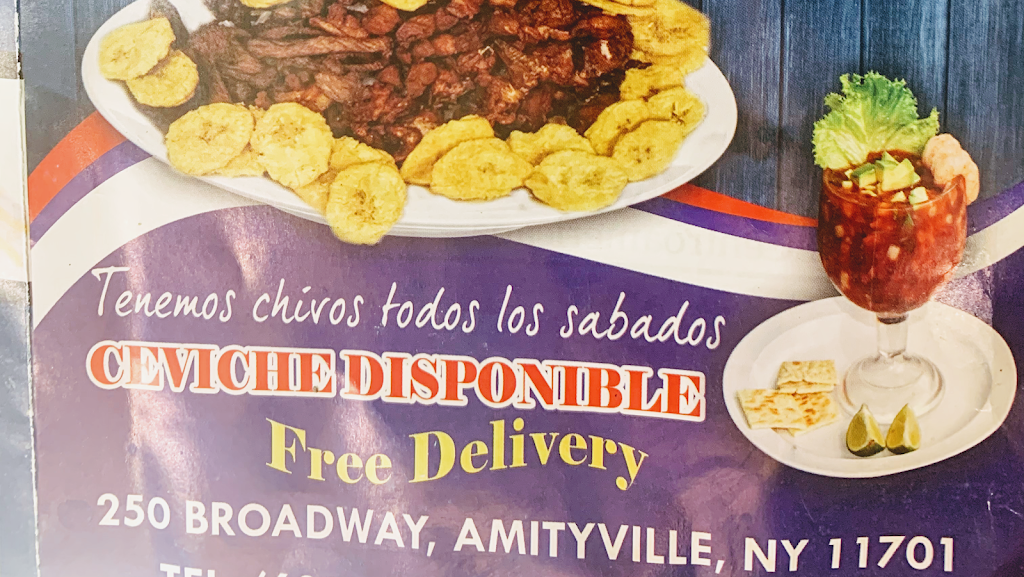 Tenemos chivos todos los sabados
CEVICHE DISPONIBLE
Free Delivery
250 BROADWAY, AMITYVILLE, NY 11701